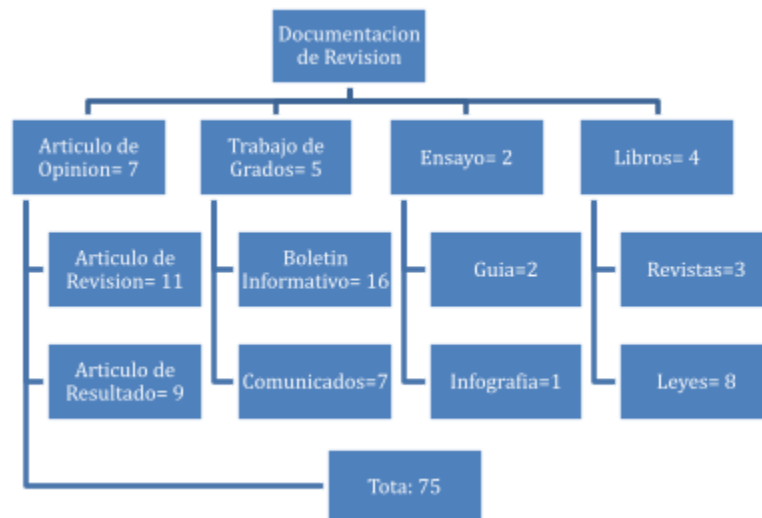 Documentacion
de Revision
Articulo de
Opinion= 7
Trabajo de
Grados= 5
Ensayo= 2
Libros= 4
Articulo de
Revision= 11
Boletin
Informativo= 16
Guia=2
Revistas=3
Articulo de
Resultado= 9
Comunicados=7
Infografia=1
Leyes= 8
Tota: 75